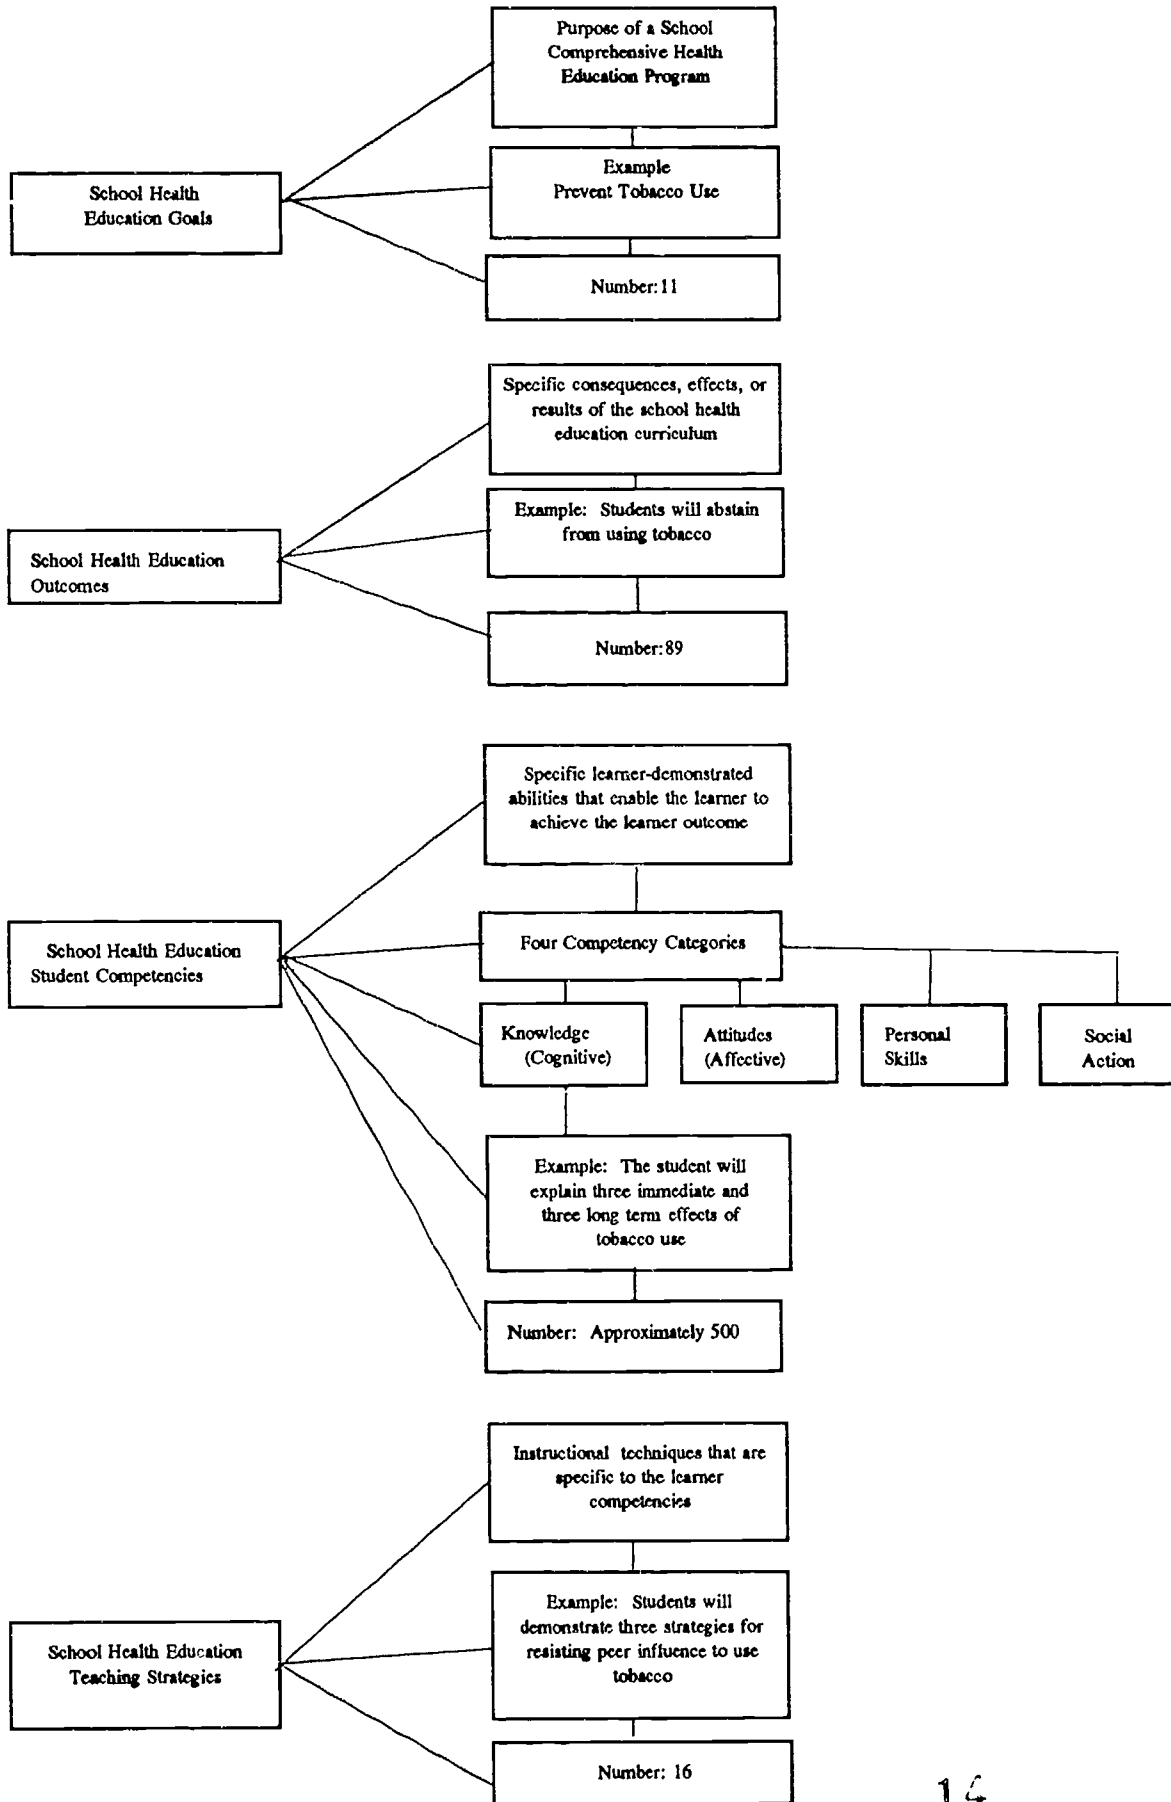 Purpose of a School
Comprehensive Health
Education Program
School Health
Education Goals
Example
Prevent Tobacco Use
Number:11
Specific consequences, effects, or
results of the school health
education curriculum
School Health Education
Outcomes
Example: Students will abstain
from using tobacco
Number:89
Specific learner-demonstrated
abilities that enable the learner to
achieve the learner outcome
School Health Education
Student Competencies
Four Competency Categories
Knowledge
(Cognitive)
Attitudes
(Affective)
Personal
Skills
Social
Action
Example: The student will
explain three immediate and
three long term effects of
tobacco use
Number: Approximately 500
Instructional techniques that are
specific to the learner
competencies
School Health Education
Teaching Strategies
Example: Students will
demonstrate three strategies for
resisting peer influence to use
tobacco
Number: 16